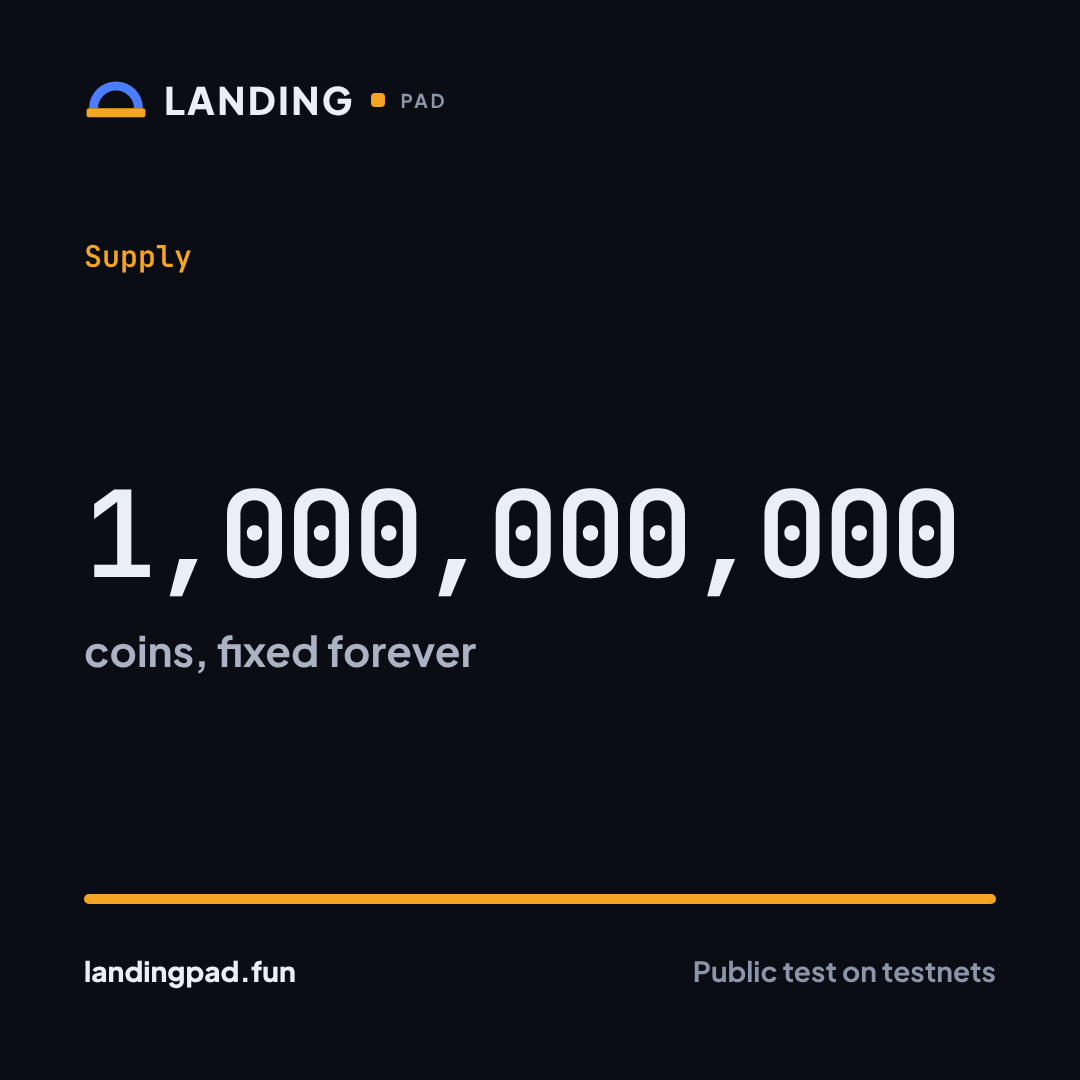 LANDING PAD
Supply
1,000,000,000
coins, fixed forever
landingpad.fun
Public test on testnets